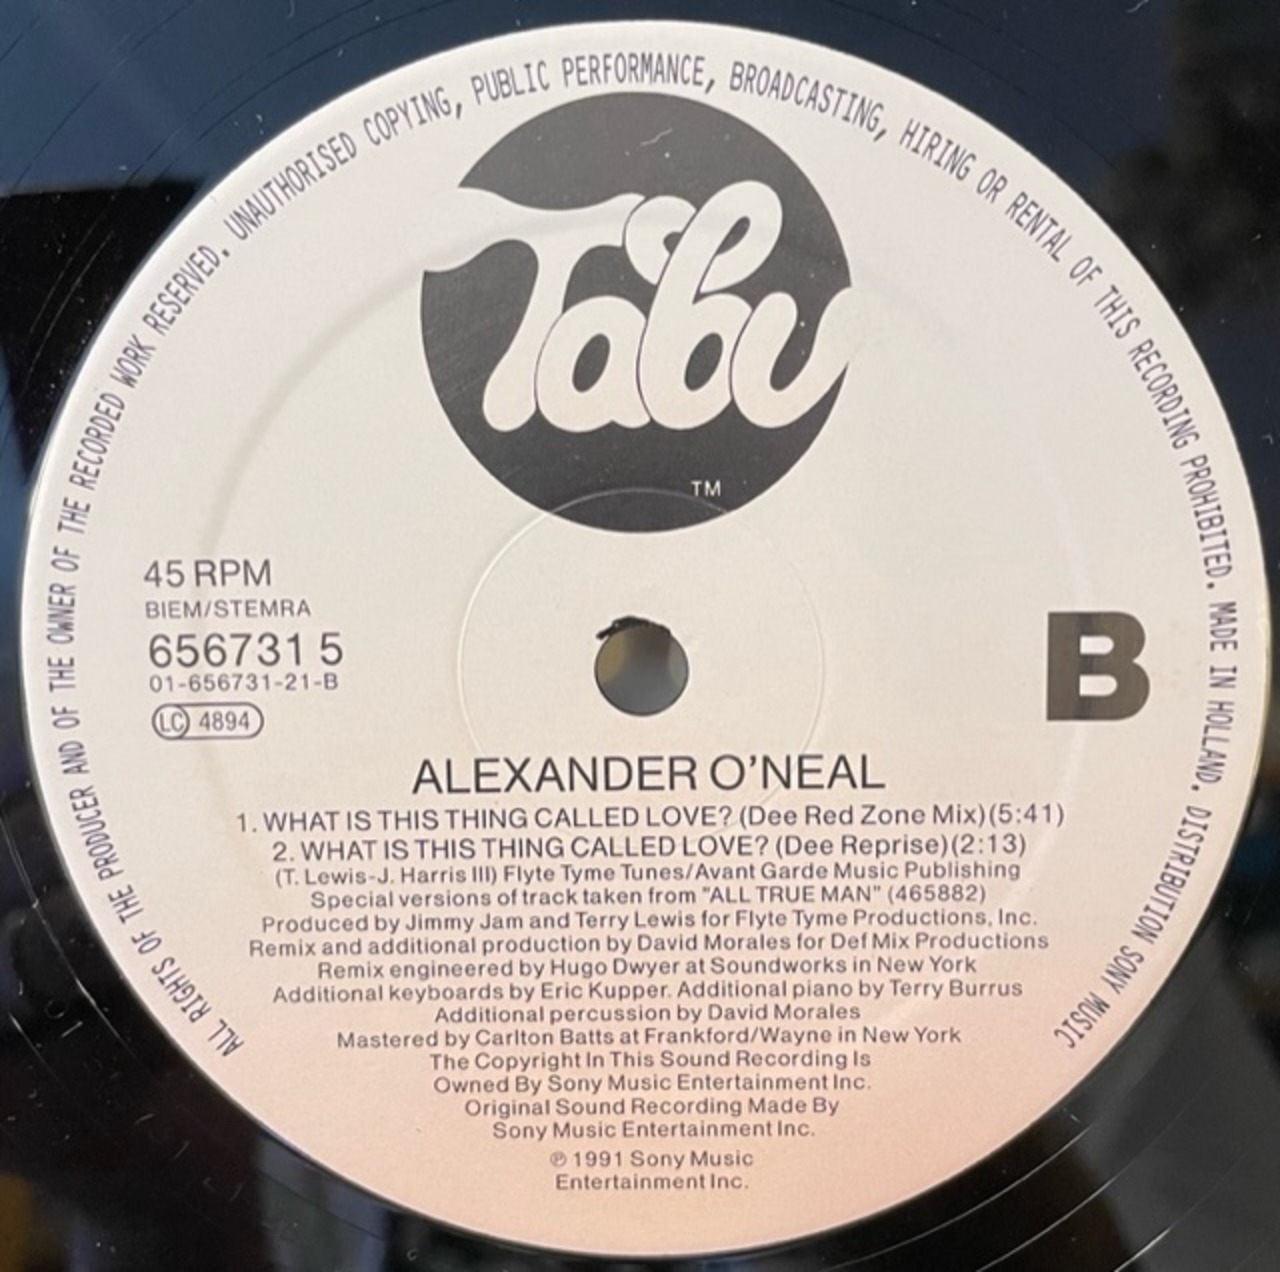 ALL RIGHTS OF THE PRODUCER AND OF THE OWNER OF THE RECORDED WORK RESERVED. UNAUTHORISED COPYING, PUBLIC PERFORMANCE, BROADCASTING, HIRING OR RENTAL OF THIS RECORDING PROHIBITED. MADE IN HOLLAND. DISTRIBUTION SONY MUSIC
Tabu
TM
45 RPM
BIEM/STEMRA
656731 5
01-656731-21-B
LC 4894
B
ALEXANDER O'NEAL
1. WHAT IS THIS THING CALLED LOVE? (Dee Red Zone Mix)(5:41)
2. WHAT IS THIS THING CALLED LOVE? (Dee Reprise)(2:13)
(T. Lewis-J. Harris III) Flyte Tyme Tunes/Avant Garde Music Publishing
Special versions of track taken from "ALL TRUE MAN" (465882)
Produced by Jimmy Jam and Terry Lewis for Flyte Tyme Productions, Inc.
Remix and additional production by David Morales for Def Mix Productions
Remix engineered by Hugo Dwyer at Soundworks in New York
Additional keyboards by Eric Kupper. Additional piano by Terry Burrus
Additional percussion by David Morales
Mastered by Carlton Batts at Frankford/Wayne in New York
The Copyright In This Sound Recording Is
Owned By Sony Music Entertainment Inc.
Original Sound Recording Made By
Sony Music Entertainment Inc.
℗ 1991 Sony Music
Entertainment Inc.